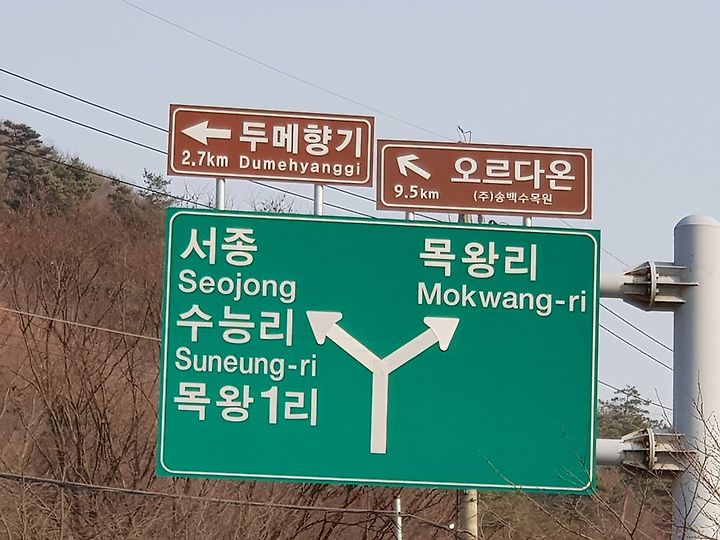 두메향기
2.7km Dumehyanggi
오르다온
9.5km (주)송백수목원
서종
Seojong
수능리
Suneung-ri
목왕1리
목왕리
Mokwang-ri